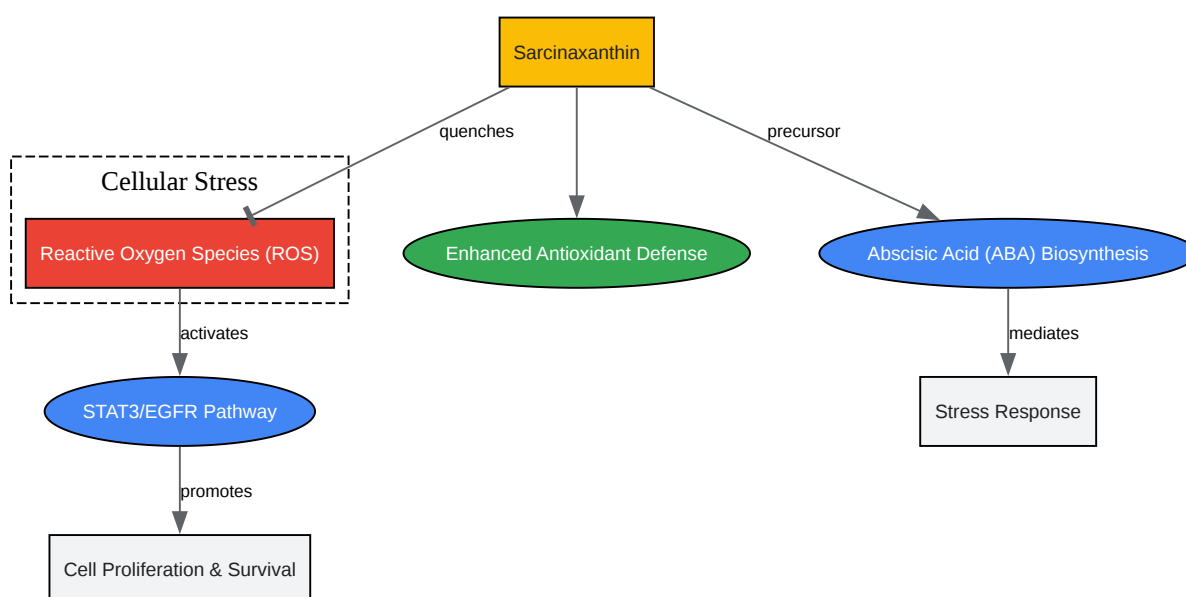 Sarcinaxanthin
quenches
precursor
Cellular Stress
Reactive Oxygen Species (ROS)
Enhanced Antioxidant Defense
Abscisic Acid (ABA) Biosynthesis
activates
mediates
STAT3/EGFR Pathway
Stress Response
promotes
Cell Proliferation & Survival